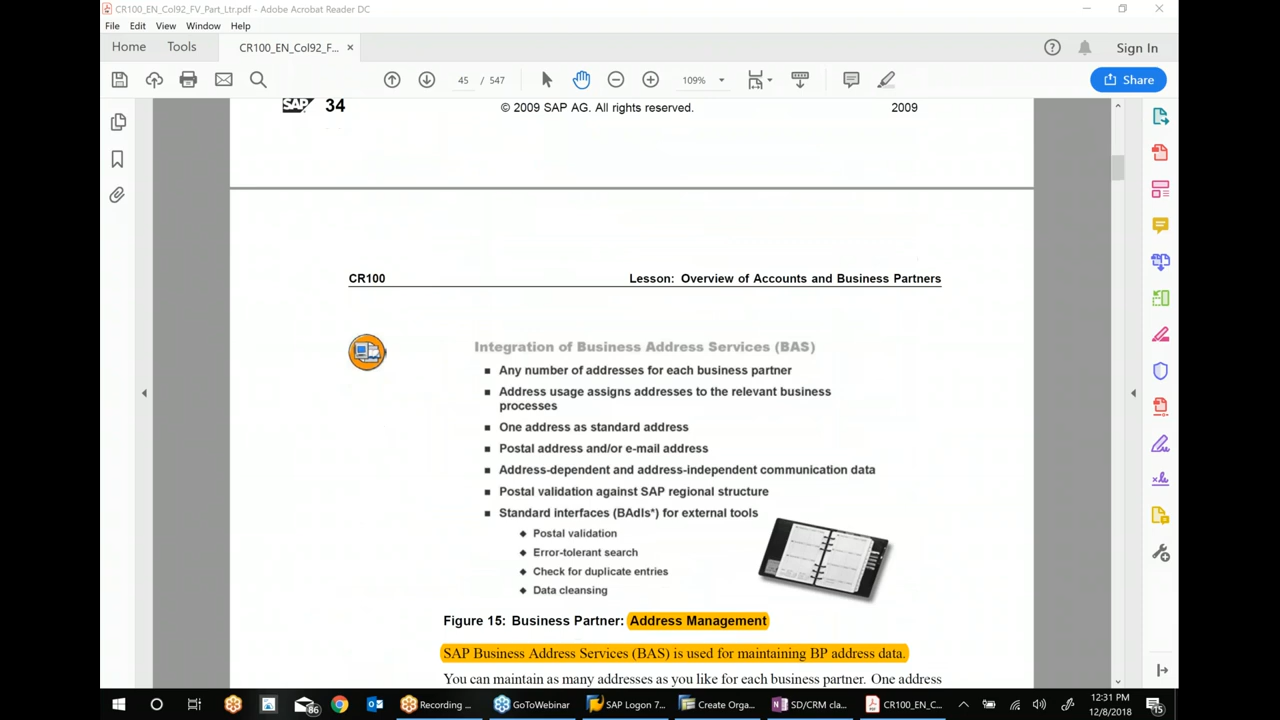 CR100_EN_Col92_FV_Part_Ltr.pdf - Adobe Acrobat Reader DC
File Edit View Window Help
Home Tools CR100_EN_Col92_F... × Sign In
45 / 547 109% Share
SAP 34 © 2009 SAP AG. All rights reserved. 2009
CR100 Lesson: Overview of Accounts and Business Partners
Integration of Business Address Services (BAS)
■ Any number of addresses for each business partner
■ Address usage assigns addresses to the relevant business
processes
■ One address as standard address
■ Postal address and/or e-mail address
■ Address-dependent and address-independent communication data
■ Postal validation against SAP regional structure
■ Standard interfaces (BAdIs*) for external tools
◆ Postal validation
◆ Error-tolerant search
◆ Check for duplicate entries
◆ Data cleansing
Figure 15: Business Partner: Address Management
SAP Business Address Services (BAS) is used for maintaining BP address data.
You can maintain as many addresses as you like for each business partner. One address
86 Recording ... GoToWebinar SAP Logon 7... Create Orga... SD/CRM cla... CR100_EN_C... 12:31 PM
12/8/2018 15